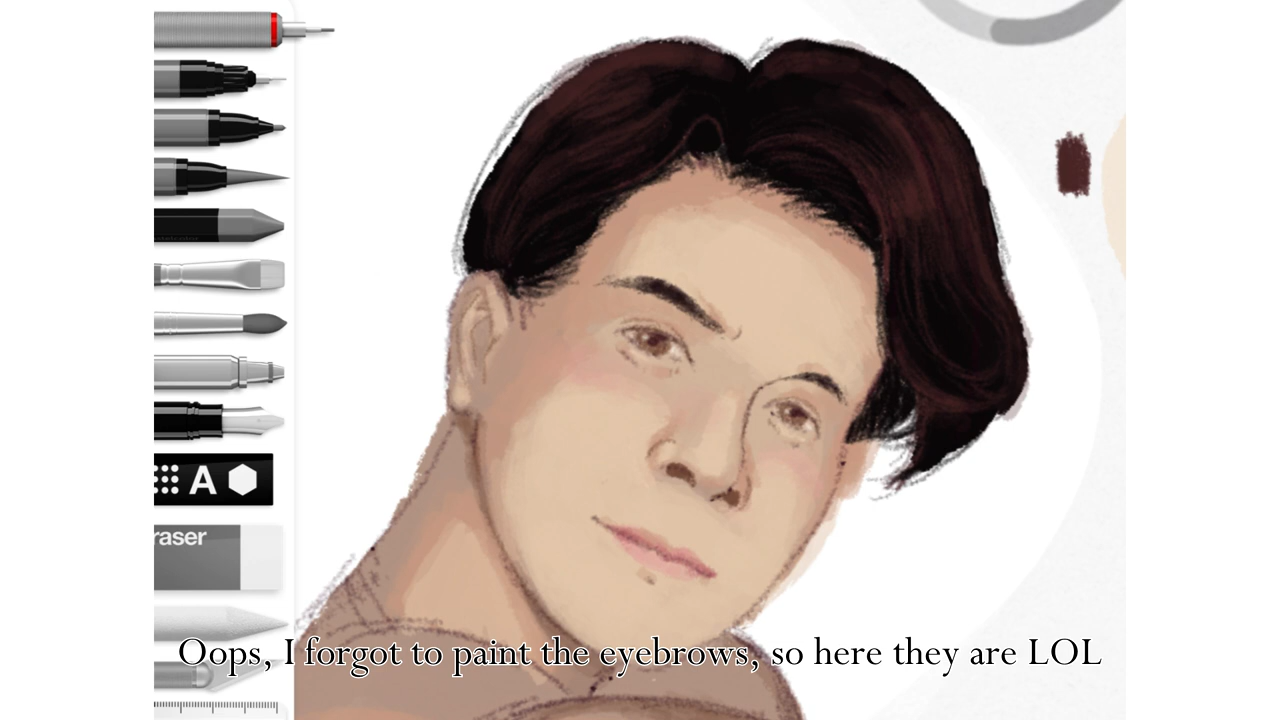 A
raser
Oops, I forgot to paint the eyebrows, so here they are LOL